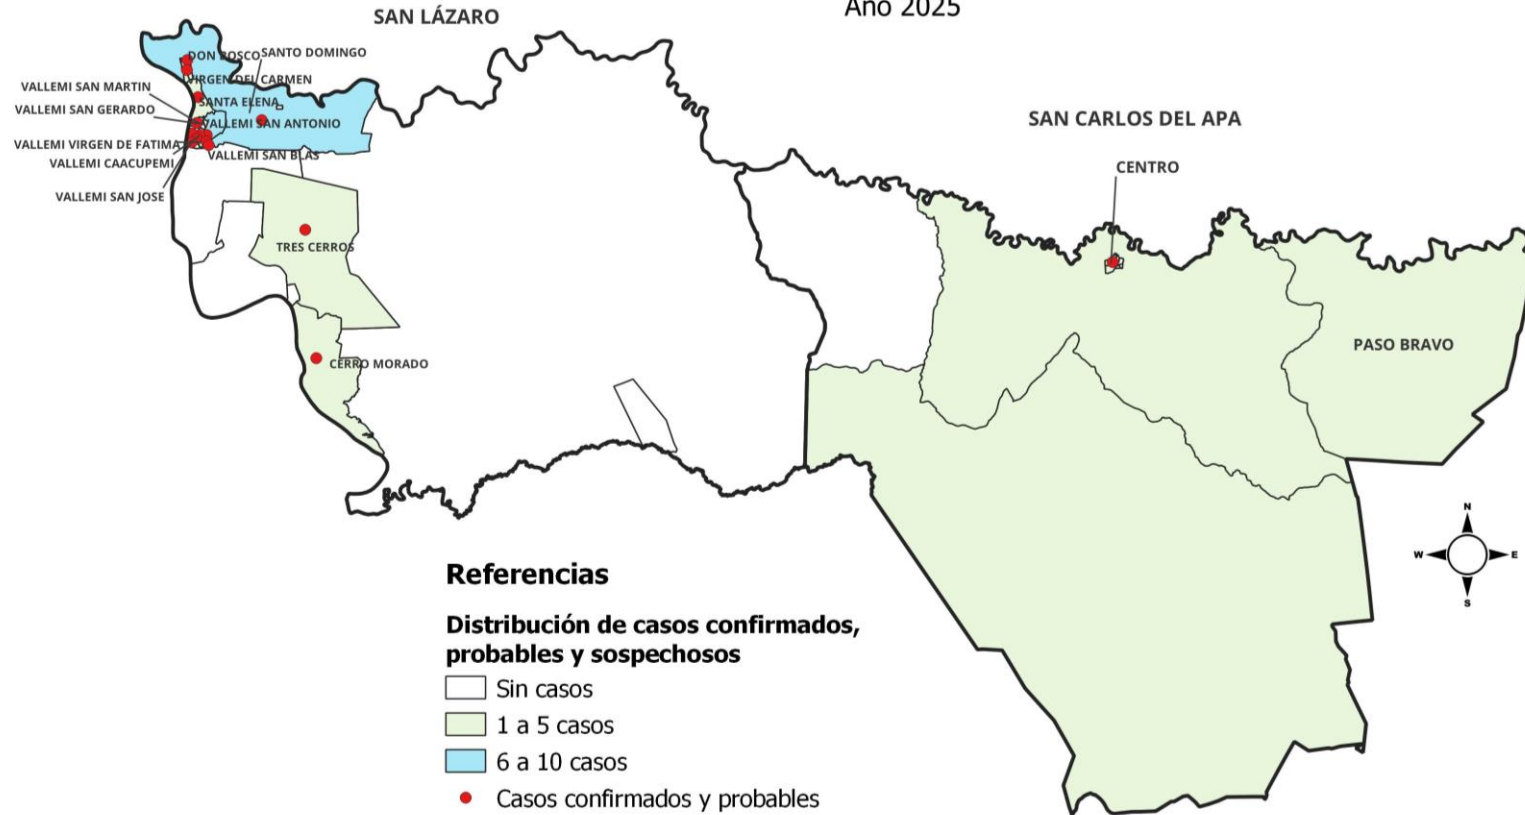 Año 2025
SAN LÁZARO
DON BOSCO
SANTO DOMINGO
VIRGEN DEL CARMEN
VALLEMI SAN MARTIN
SANTA ELENA
VALLEMI SAN GERARDO
VALLEMI SAN ANTONIO
VALLEMI VIRGEN DE FATIMA
VALLEMI SAN BLAS
VALLEMI CAACUPEMI
VALLEMI SAN JOSE
TRES CERROS
CERRO MORADO
SAN CARLOS DEL APA
CENTRO
PASO BRAVO
N
W
E
S
Referencias
Distribución de casos confirmados,
probables y sospechosos
Sin casos
1 a 5 casos
6 a 10 casos
Casos confirmados y probables